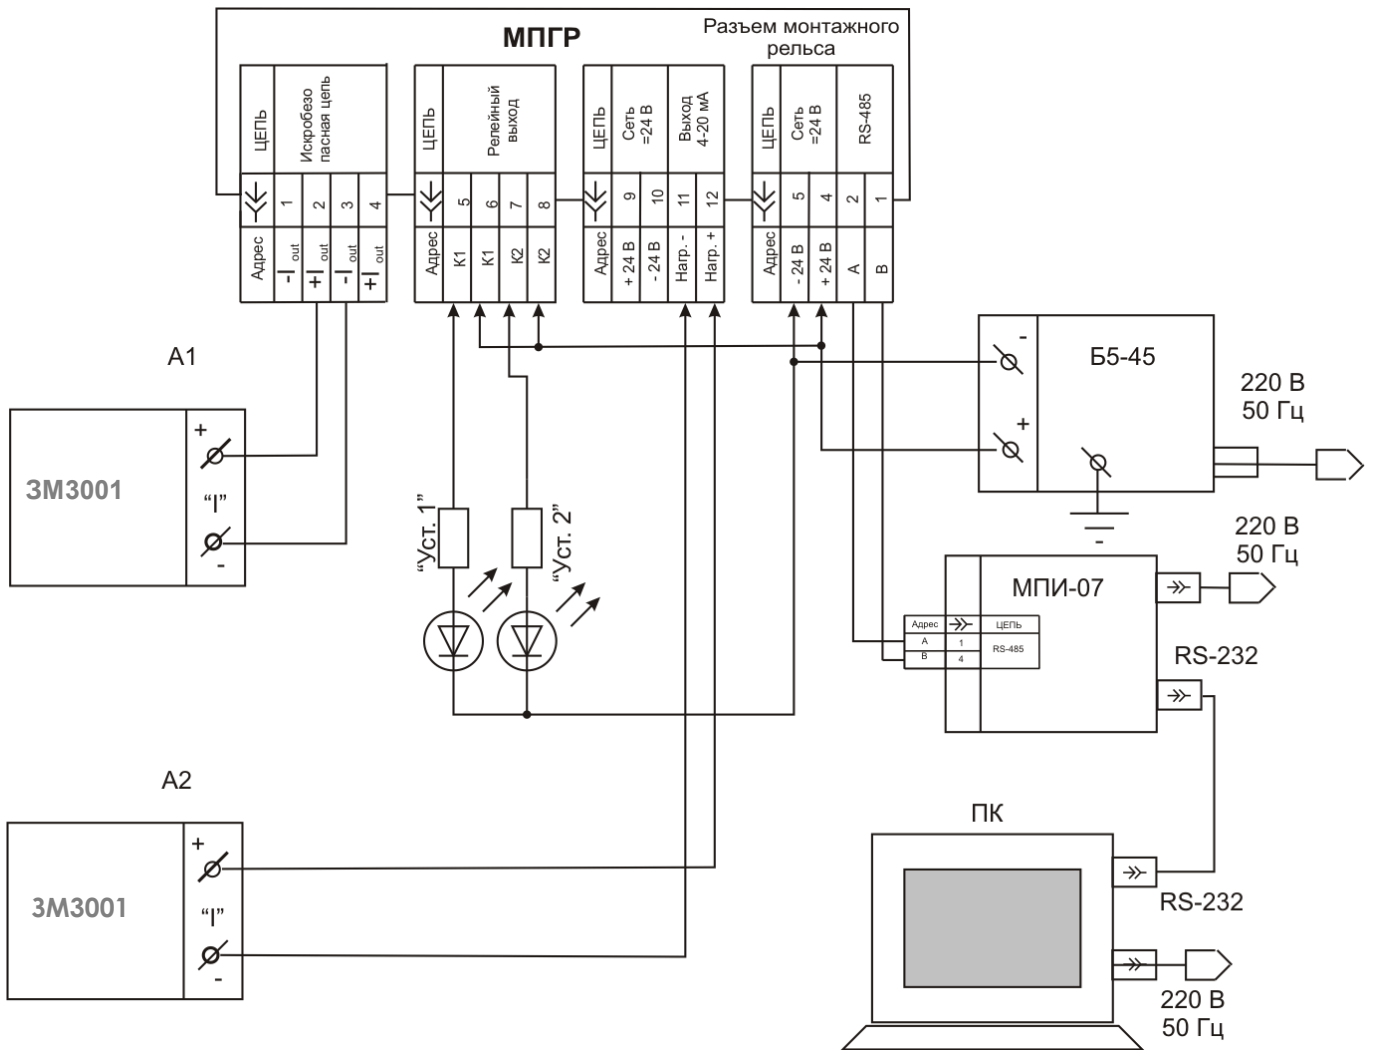 МПГР
Разъем монтажного
рельса
ЦЕПЬ
Искробезо
пасная цепь
Адрес
1
2
3
4
-I out
+I out
-I out
+I out
ЦЕПЬ
Релейный
выход
Адрес
5
6
7
8
К1
К1
К2
К2
ЦЕПЬ
Сеть
=24 В
Выход
4-20 мА
Адрес
9
10
11
12
+ 24 В
- 24 В
Нагр. -
Нагр. +
ЦЕПЬ
Сеть
=24 В
RS-485
Адрес
5
4
2
1
- 24 В
+ 24 В
А
В
А1
ЗМ3001
+
“I”
-
“Уст. 1”
“Уст. 2”
-
+
Б5-45
220 В
50 Гц
-
220 В
50 Гц
МПИ-07
Адрес
ЦЕПЬ
А
1
RS-485
В
4
RS-232
А2
ЗМ3001
+
“I”
-
ПК
RS-232
220 В
50 Гц